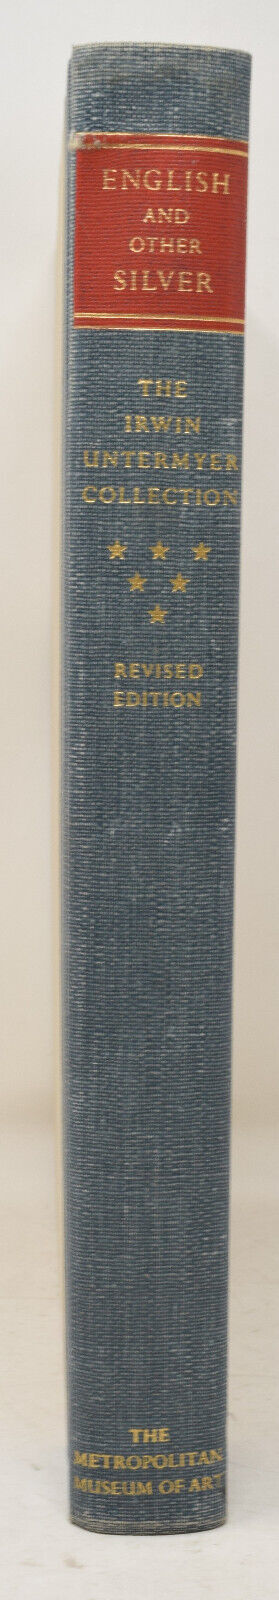 ENGLISH
AND
OTHER
SILVER
THE
IRWIN
UNTERMYER
COLLECTION
★ ★ ★
★ ★
★
REVISED
EDITION
THE
METROPOLITAN
MUSEUM OF ART